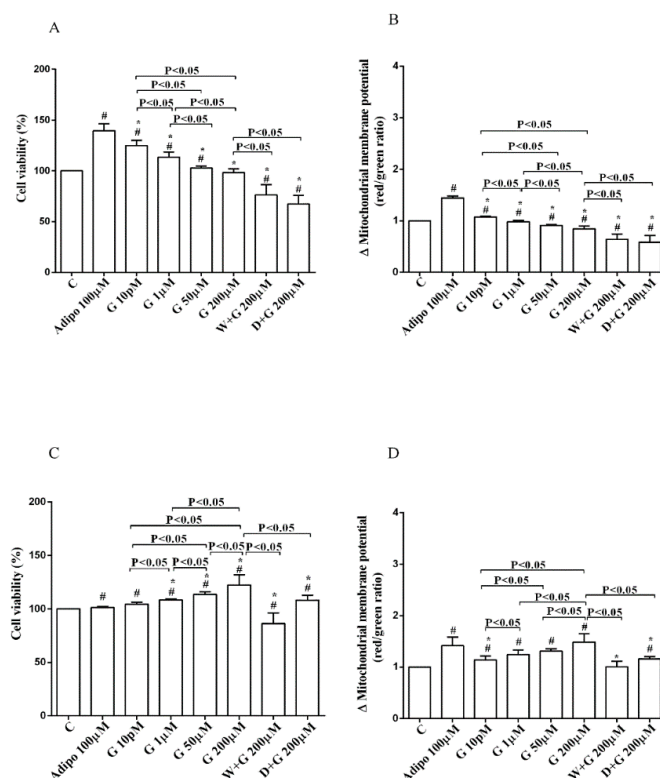 A
Cell viability (%)
200
150
100
50
0
P<0.05
P<0.05
P<0.05 P<0.05
P<0.05
P<0.05
P<0.05
#
*
#
*
#
*
#
*
*
#
*
#
C
Adipo 100µM
G 10pM
G 1µM
G 50µM
G 200µM
W+G 200µM
D+G 200µM
B
Δ Mitochondrial membrane potential
(red/green ratio)
4
3
2
1
0
P<0.05
P<0.05
P<0.05
P<0.05 P<0.05
P<0.05
P<0.05
#
*
#
*
#
*
#
*
#
*
#
*
#
C
Adipo 100µM
G 10pM
G 1µM
G 50µM
G 200µM
W+G 200µM
D+G 200µM
C
Cell viability (%)
200
150
100
50
0
P<0.05
P<0.05
P<0.05
P<0.05
P<0.05 P<0.05
P<0.05 P<0.05
#
#
*
#
*
#
*
#
*
#
*
#
C
Adipo 100µM
G 10pM
G 1µM
G 50µM
G 200µM
W+G 200µM
D+G 200µM
D
Δ Mitochondrial membrane potential
(red/green ratio)
4
3
2
1
0
P<0.05
P<0.05
P<0.05
P<0.05
P<0.05
P<0.05 P<0.05
#
*
#
#
#
#
*
*
#
C
Adipo 100µM
G 10pM
G 1µM
G 50µM
G 200µM
W+G 200µM
D+G 200µM